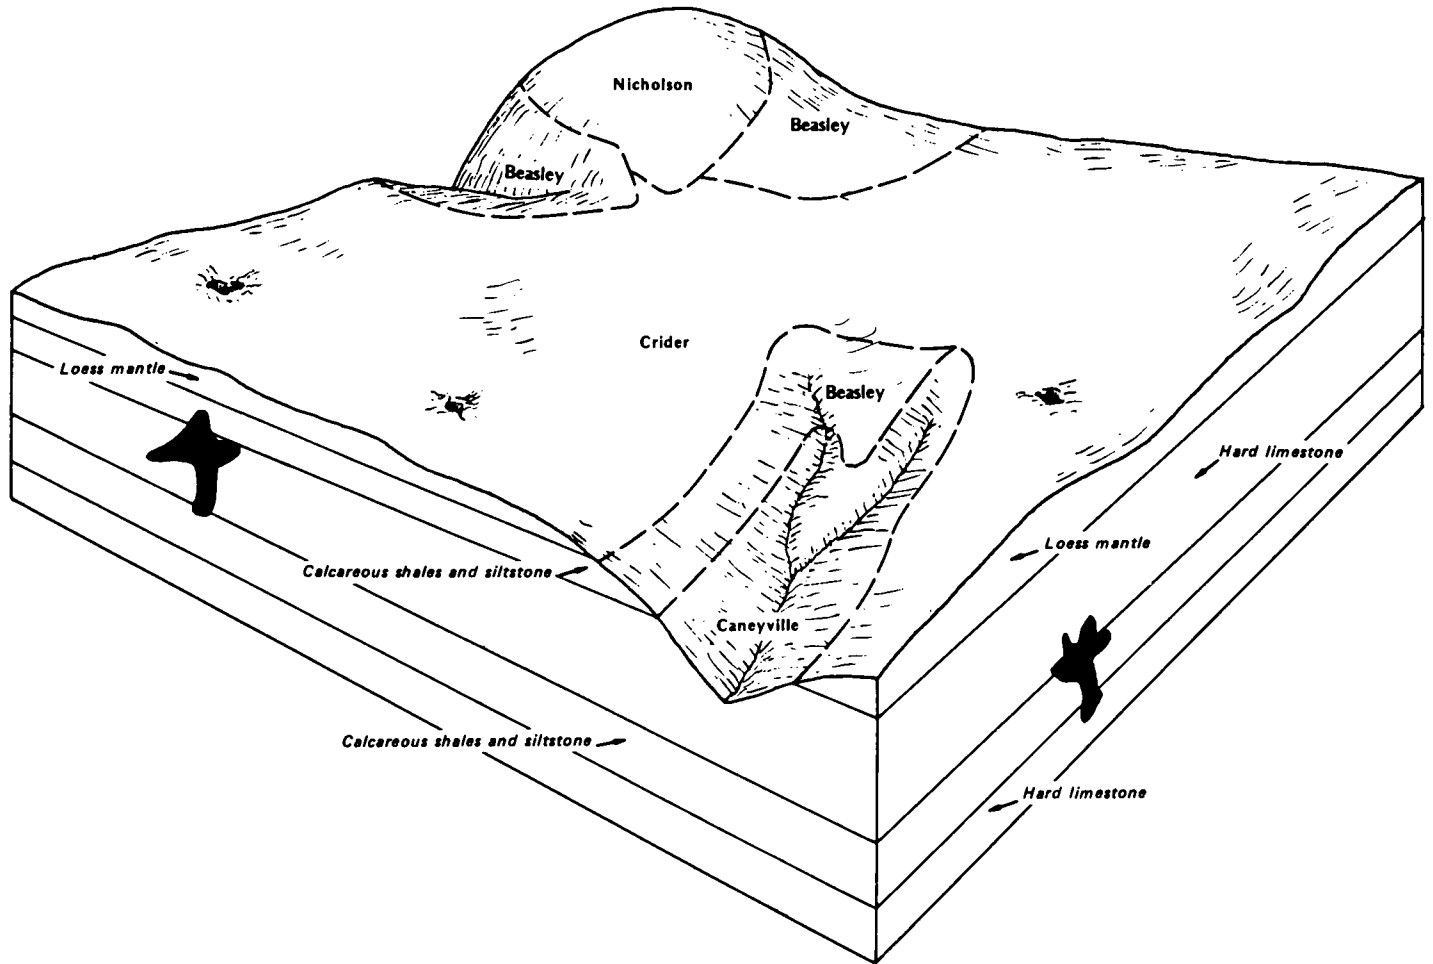 Nicholson
Beasley
Beasley
Crider
Loess mantle
Beasley
Hard limestone
Loess mantle
Calcareous shales and siltstone
Caneyville
Calcareous shales and siltstone
Hard limestone